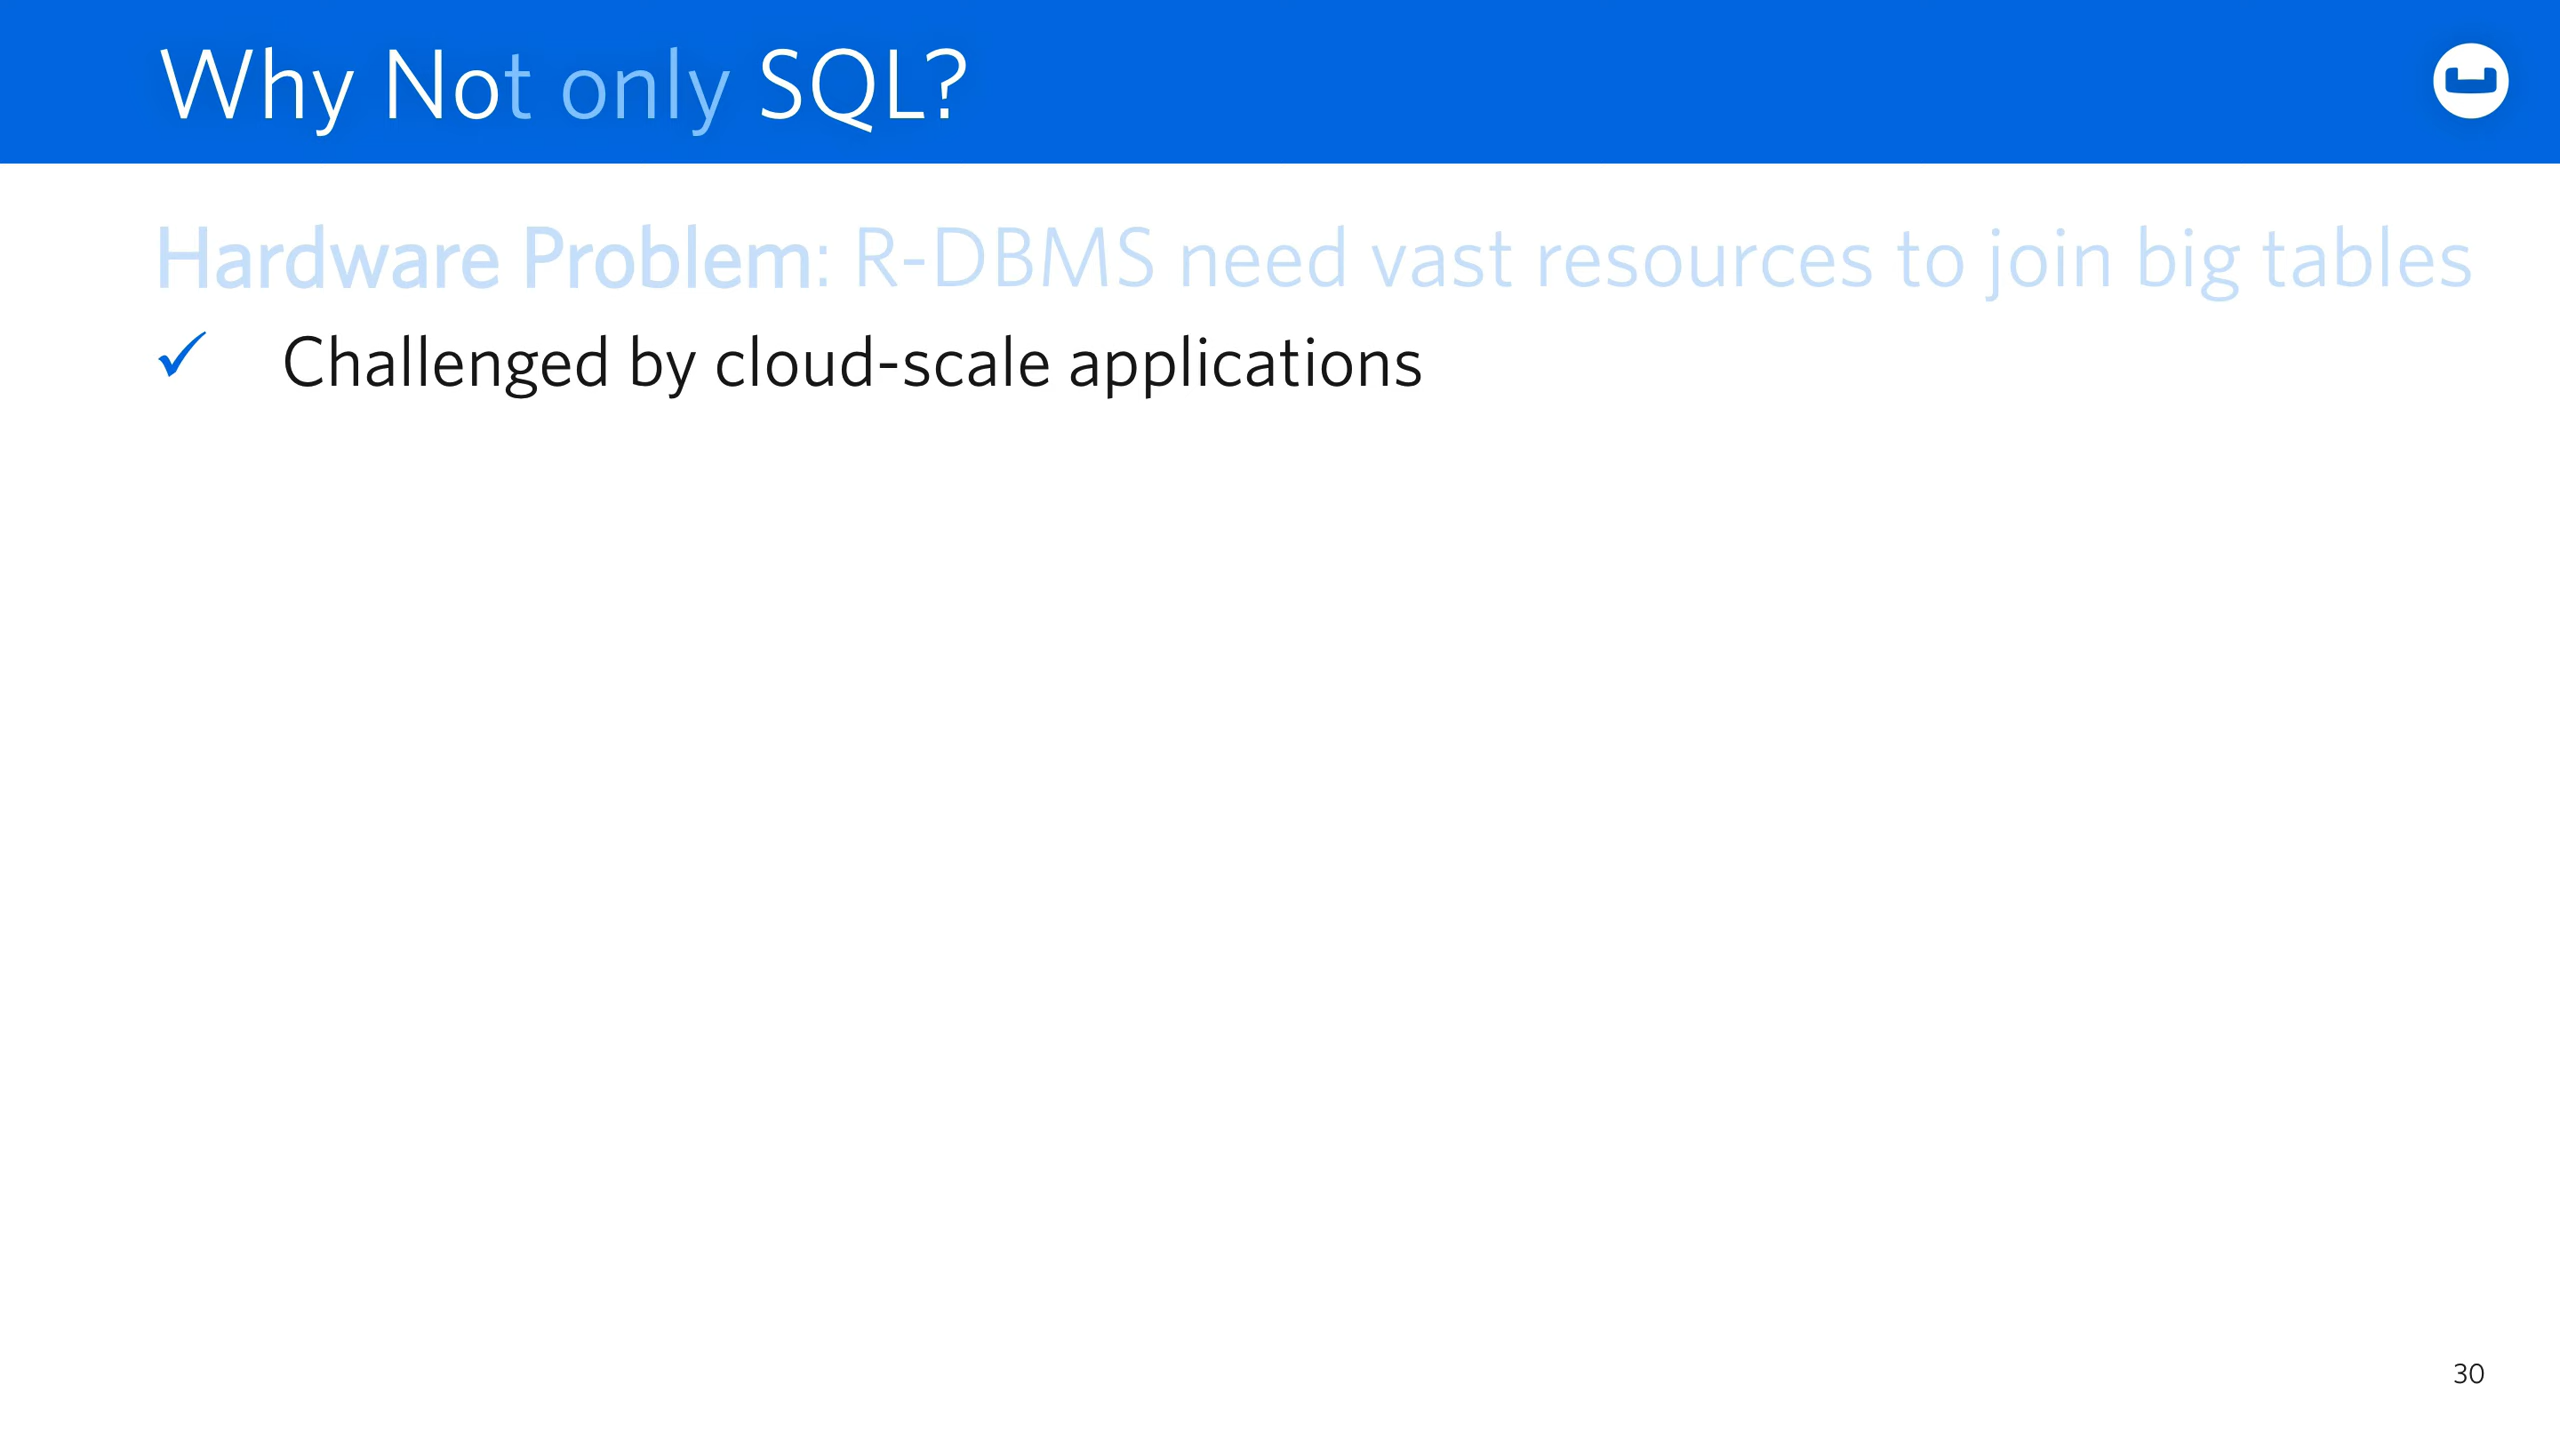 Why Not only SQL?
Hardware Problem: R-DBMS need vast resources to join big tables
✓ Challenged by cloud-scale applications
30